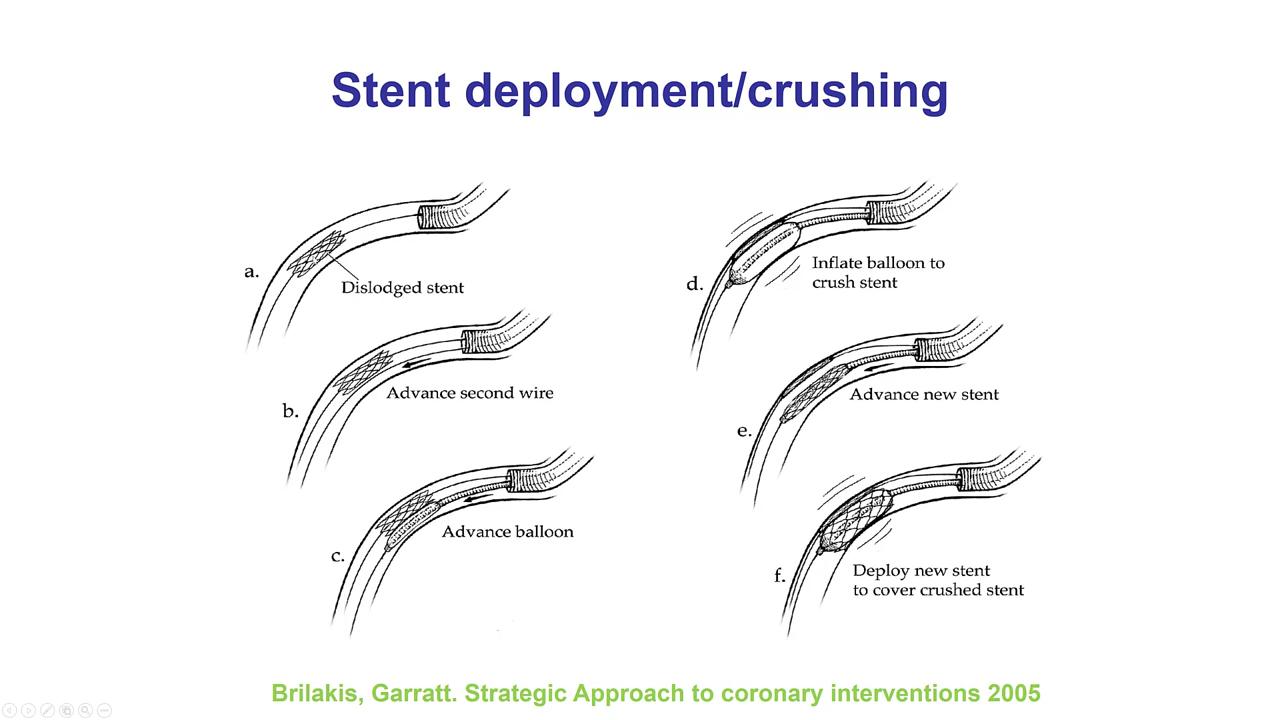 Stent deployment/crushing
a.
Dislodged stent
b.
Advance second wire
c.
Advance balloon
d.
Inflate balloon to
crush stent
e.
Advance new stent
f.
Deploy new stent
to cover crushed stent
Brilakis, Garratt. Strategic Approach to coronary interventions 2005